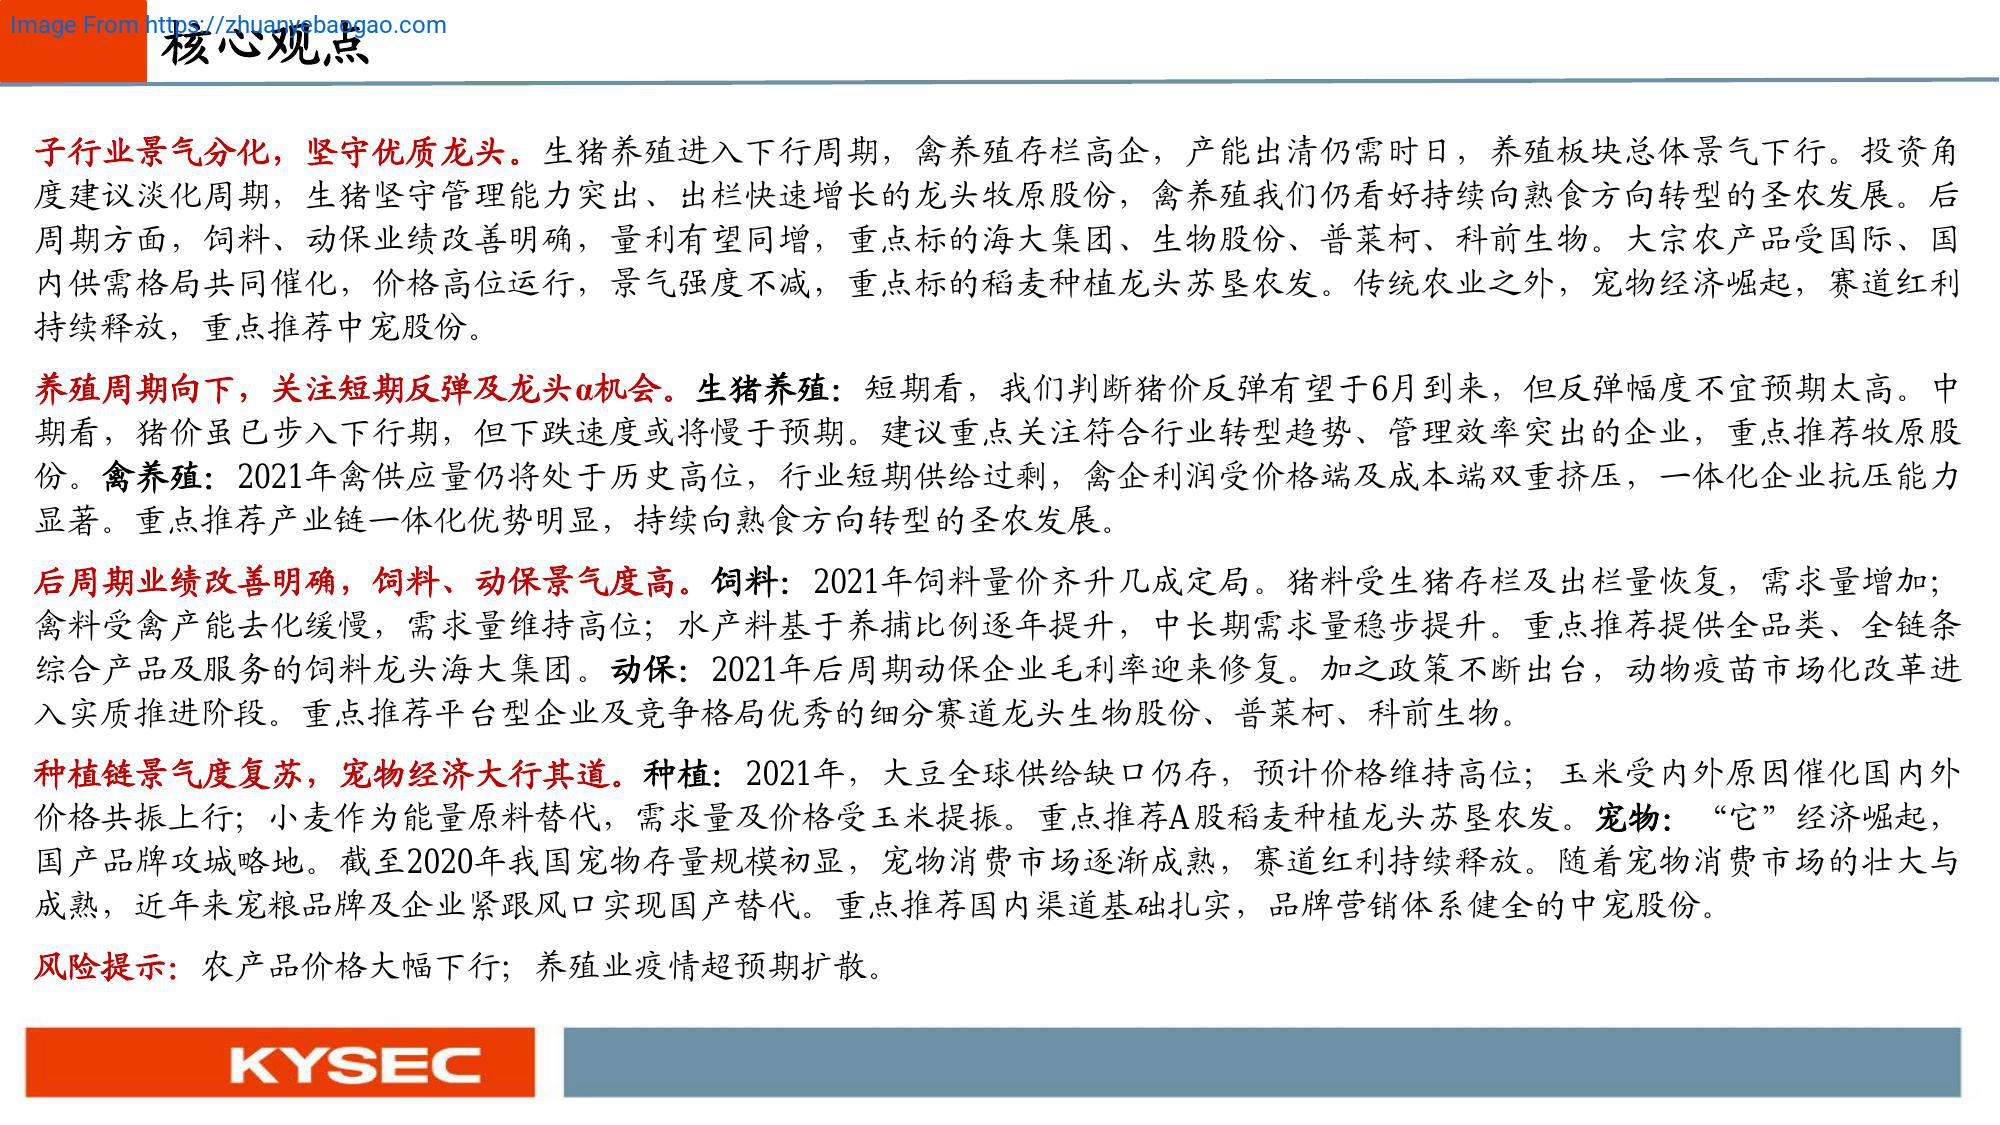 Image From https://zhuanyebaogao.com
核心观点
子行业景气分化，坚守优质龙头。生猪养殖进入下行周期，禽养殖存栏高企，产能出清仍需时日，养殖板块总体景气下行。投资角
度建议淡化周期，生猪坚守管理能力突出、出栏快速增长的龙头牧原股份，禽养殖我们仍看好持续向熟食方向转型的圣农发展。后
周期方面，饲料、动保业绩改善明确，量利有望同增，重点标的海大集团、生物股份、普莱柯、科前生物。大宗农产品受国际、国
内供需格局共同催化，价格高位运行，景气强度不减，重点标的稻麦种植龙头苏垦农发。传统农业之外，宠物经济崛起，赛道红利
持续释放，重点推荐中宠股份。
养殖周期向下，关注短期反弹及龙头α机会。生猪养殖：短期看，我们判断猪价反弹有望于6月到来，但反弹幅度不宜预期太高。中
期看，猪价虽已步入下行期，但下跌速度或将慢于预期。建议重点关注符合行业转型趋势、管理效率突出的企业，重点推荐牧原股
份。禽养殖：2021年禽供应量仍将处于历史高位，行业短期供给过剩，禽企利润受价格端及成本端双重挤压，一体化企业抗压能力
显著。重点推荐产业链一体化优势明显，持续向熟食方向转型的圣农发展。
后周期业绩改善明确，饲料、动保景气度高。饲料：2021年饲料量价齐升几成定局。猪料受生猪存栏及出栏量恢复，需求量增加；
禽料受禽产能去化缓慢，需求量维持高位；水产料基于养捕比例逐年提升，中长期需求量稳步提升。重点推荐提供全品类、全链条
综合产品及服务的饲料龙头海大集团。动保：2021年后周期动保企业毛利率迎来修复。加之政策不断出台，动物疫苗市场化改革进
入实质推进阶段。重点推荐平台型企业及竞争格局优秀的细分赛道龙头生物股份、普莱柯、科前生物。
种植链景气度复苏，宠物经济大行其道。种植：2021年，大豆全球供给缺口仍存，预计价格维持高位；玉米受内外原因催化国内外
价格共振上行；小麦作为能量原料替代，需求量及价格受玉米提振。重点推荐A股稻麦种植龙头苏垦农发。宠物：“它”经济崛起，
国产品牌攻城略地。截至2020年我国宠物存量规模初显，宠物消费市场逐渐成熟，赛道红利持续释放。随着宠物消费市场的壮大与
成熟，近年来宠粮品牌及企业紧跟风口实现国产替代。重点推荐国内渠道基础扎实，品牌营销体系健全的中宠股份。
风险提示：农产品价格大幅下行；养殖业疫情超预期扩散。
KYSEC